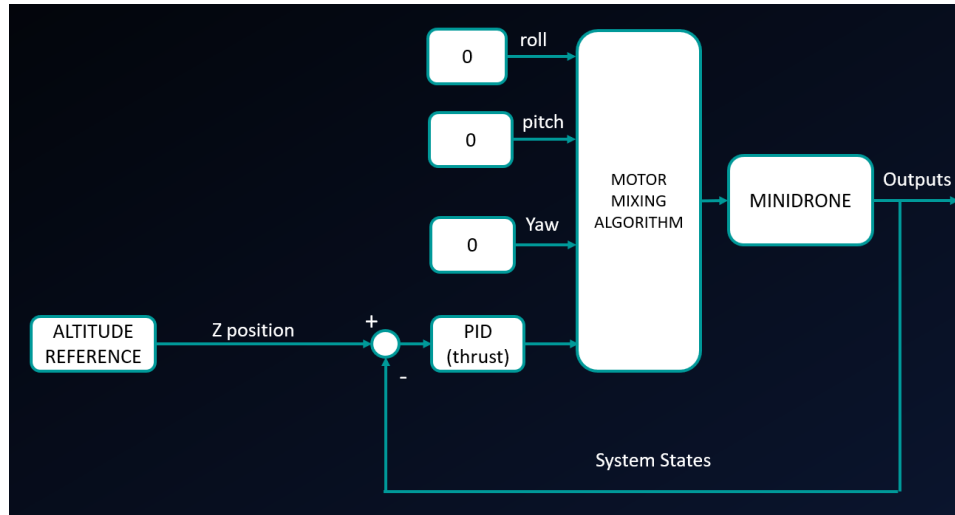 roll
0
pitch
0
MOTOR
MIXING
ALGORITHM
Outputs
MINIDRONE
Yaw
0
+
Z position
ALTITUDE
REFERENCE
PID
(thrust)
-
System States